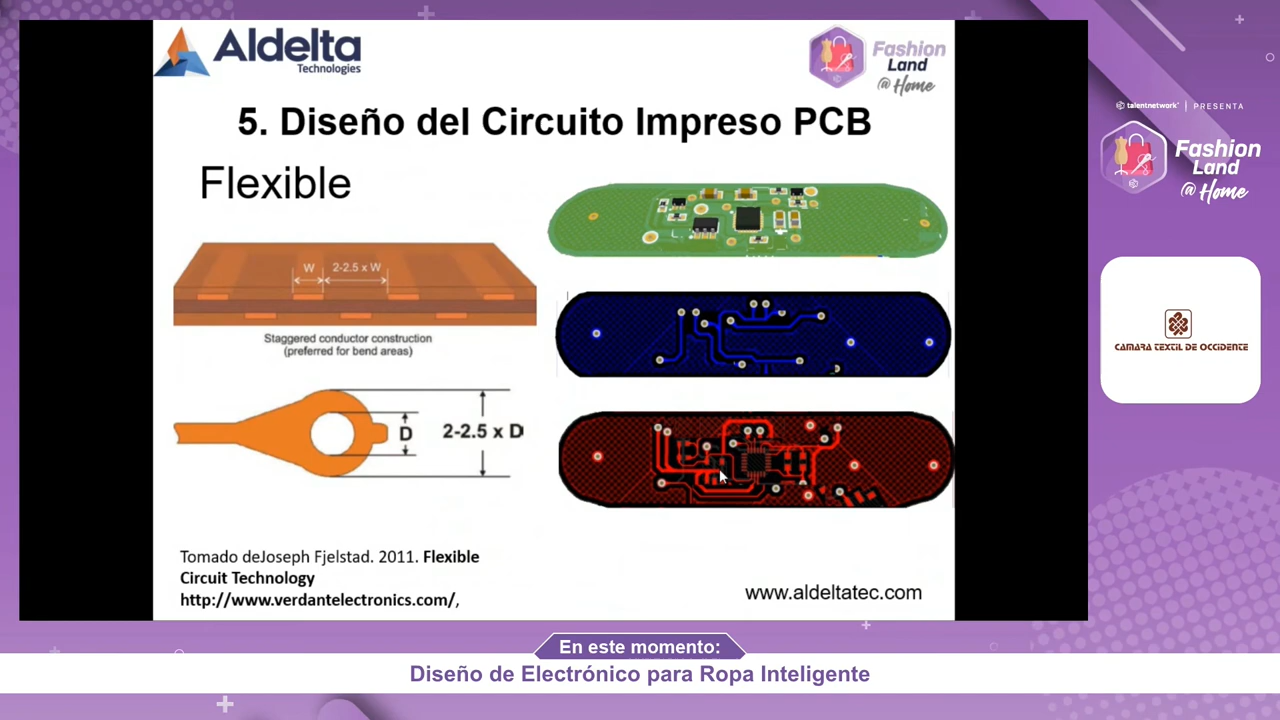 Aldelta
Technologies
Fashion
Land
@ Home
5. Diseño del Circuito Impreso PCB
Flexible
W
2-2.5 x W
Staggered conductor construction
(preferred for bend areas)
D
2-2.5 x D
Tomado deJoseph Fjelstad. 2011. Flexible
Circuit Technology
http://www.verdantelectronics.com/,
www.aldeltatec.com
talentnetwork | PRESENTA
Fashion
Land
@ Home
CAMARA TEXTIL DE OCCIDENTE
En este momento:
Diseño de Electrónico para Ropa Inteligente